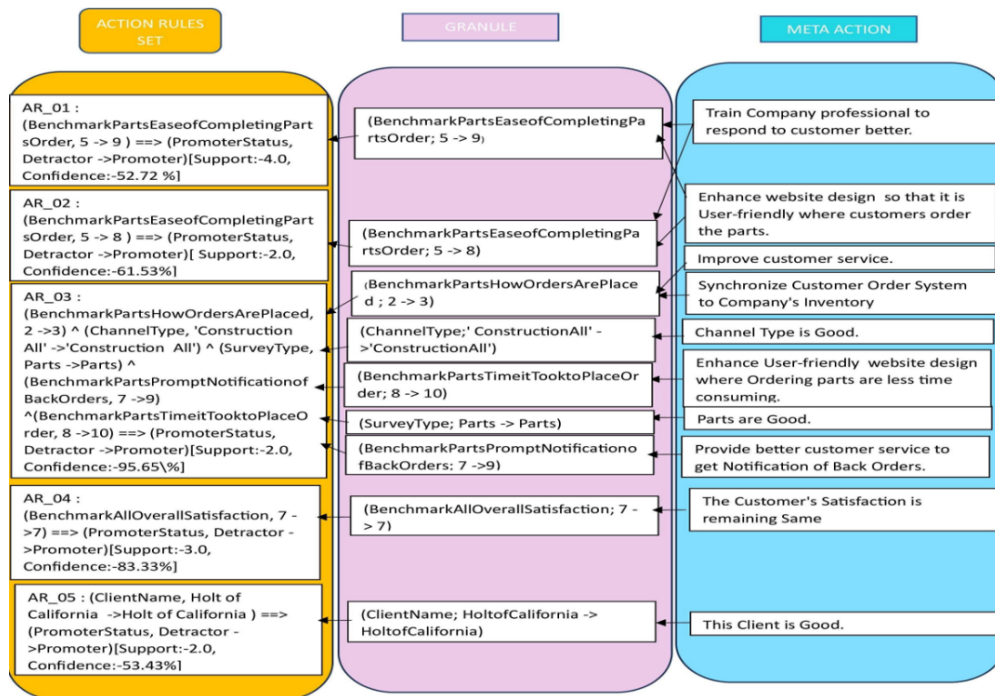 ACTION RULES
SET
GRANULE
META ACTION
AR_01 :
(BenchmarkPartsEaseofCompletingPar
tsOrder, 5 -> 9 ) ==> (PromoterStatus,
Detractor ->Promoter)[Support:-4.0,
Confidence:-52.72 %]
AR_02 :
(BenchmarkPartsEaseofCompletingPart
sOrder, 5 -> 8 ) ==> (PromoterStatus,
Detractor ->Promoter)[ Support:-2.0,
Confidence:-61.53%]
AR_03 :
(BenchmarkPartsHowOrdersArePlaced,
2 ->3) ^ (ChannelType, 'Construction
All' ->'Construction All') ^ (SurveyType,
Parts ->Parts) ^
(BenchmarkPartsPromptNotificationof
BackOrders, 7 ->9)
^(BenchmarkPartsTimeitTooktoPlaceOr
der, 8 ->10) ==> (PromoterStatus,
Detractor ->Promoter)[Support:-2.0,
Confidence:-95.65\%]
AR_04 :
(BenchmarkAllOverallSatisfaction, 7 -
>7) ==> (PromoterStatus, Detractor -
>Promoter)[Support:-3.0,
Confidence:-83.33%]
AR_05 : (ClientName, Holt of
California ->Holt of California ) ==>
(PromoterStatus, Detractor -
>Promoter)[Support:-2.0,
Confidence:-53.43%]
(BenchmarkPartsEaseofCompletingPa
rtsOrder; 5 -> 9)
(BenchmarkPartsEaseofCompletingPa
rtsOrder; 5 -> 8)
(BenchmarkPartsHowOrdersArePlace
d ; 2 -> 3)
(ChannelType;' ConstructionAll' -
>'ConstructionAll')
(BenchmarkPartsTimeitTooktoPlaceOr
der; 8 -> 10)
(SurveyType; Parts -> Parts)
(BenchmarkPartsPromptNotificationo
fBackOrders; 7 ->9)
(BenchmarkAllOverallSatisfaction; 7 -
> 7)
(ClientName; HoltofCalifornia ->
HoltofCalifornia)
Train Company professional to
respond to customer better.
Enhance website design so that it is
User-friendly where customers order
the parts.
Improve customer service.
Synchronize Customer Order System
to Company's Inventory
Channel Type is Good.
Enhance User-friendly website design
where Ordering parts are less time
consuming.
Parts are Good.
Provide better customer service to
get Notification of Back Orders.
The Customer's Satisfaction is
remaining Same
This Client is Good.